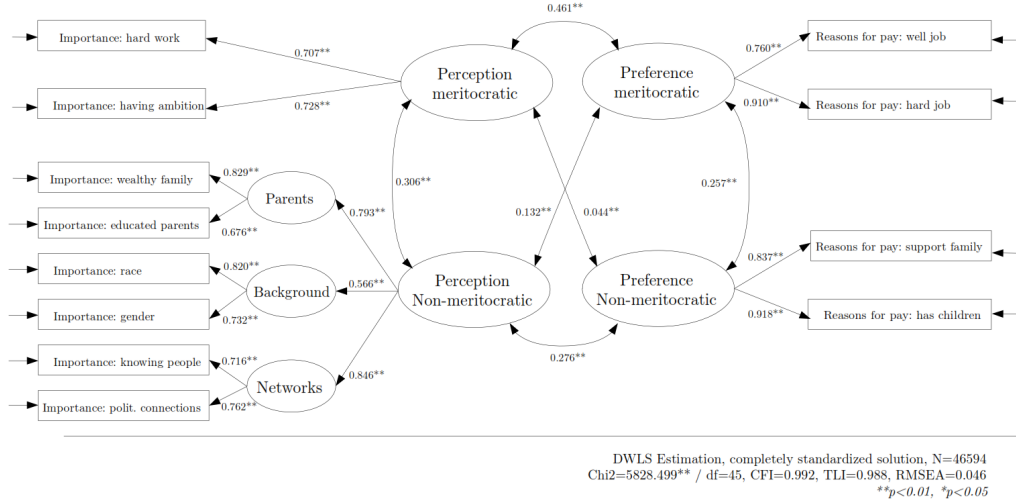 0.461**
Importance: hard work
Reasons for pay: well job
0.707**
0.760**
Perception
meritocratic
Preference
meritocratic
Importance: having ambition
0.728**
0.910**
Reasons for pay: hard job
Importance: wealthy family
0.829**
Parents
0.306**
0.257**
Importance: educated parents
0.676**
0.793**
0.132**
0.044**
Reasons for pay: support family
0.837**
Importance: race
0.820**
Background
0.566**
Perception
Non-meritocratic
Preference
Non-meritocratic
Importance: gender
0.732**
0.918**
Reasons for pay: has children
Importance: knowing people
0.716**
0.276**
Networks
0.846**
Importance: polit. connections
0.762**
DWLS Estimation, completely standardized solution, N=46594
Chi2=5828.499** / df=45, CFI=0.992, TLI=0.988, RMSEA=0.046
**p<0.01, *p<0.05